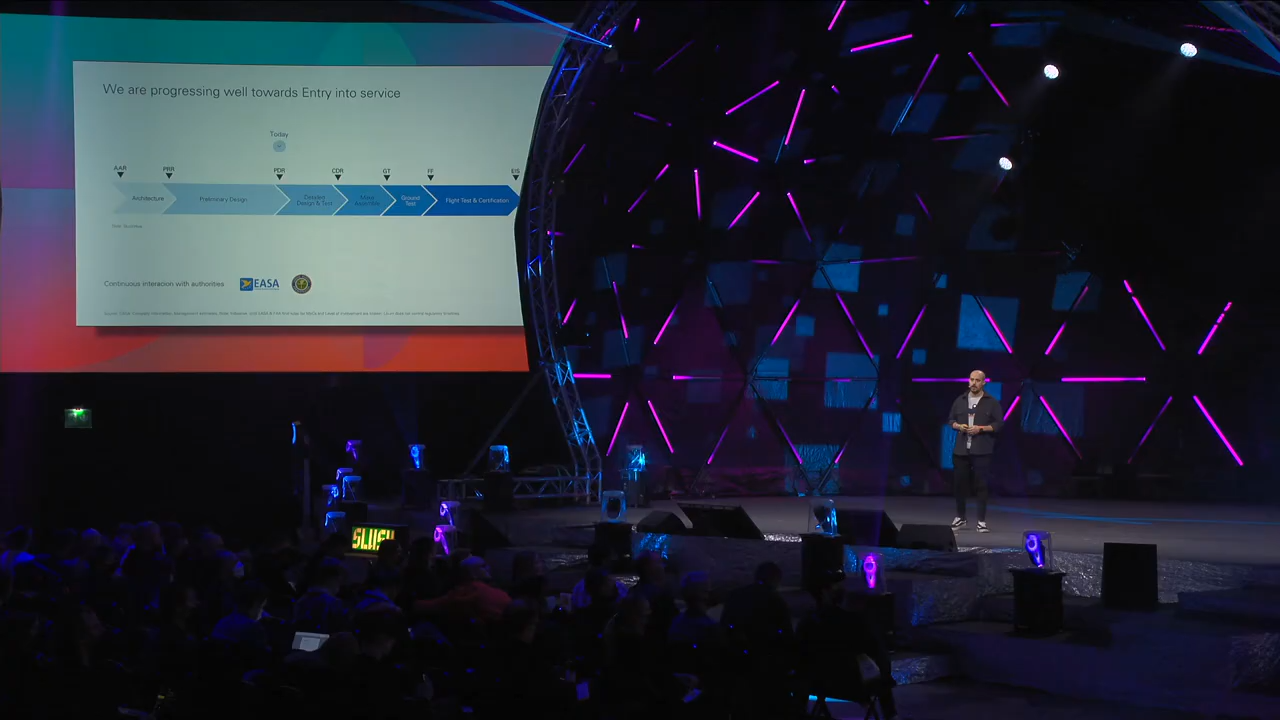 We are progressing well towards Entry into service
Today
AAR PRR PDR CDR GT FF EIS
Architecture Preliminary Design Design & Test Ground Test Flight Test & Certification
Continuous interacion with authorities EASA
SLUSH